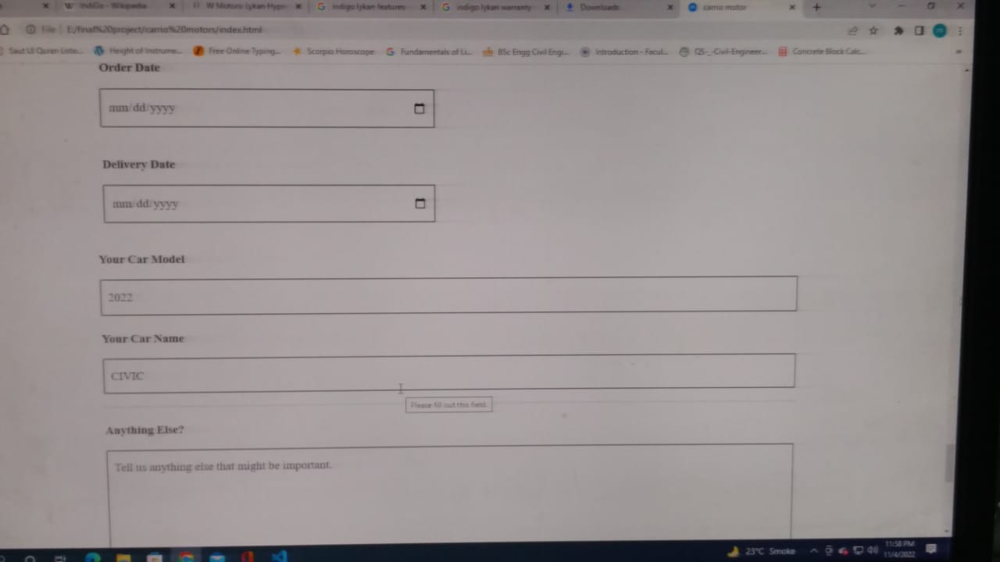 IndiGo - Wikipedia
W Motors Lykan Hype
indigo lykan features
indigo lykan warranty
Downloads
carno motor
File | E:/final%20project/carno%20motors/index.html
Saut Ul Quran Liste...
Height of Instrume...
Free Online Typing...
Scorpio Horoscope
Fundamentals of Li...
BSc Engg Civil Engi...
Introduction - Facul...
QS-_-Civil-Engineer...
Concrete Block Calc...
Order Date
mm/dd/yyyy
Delivery Date
mm/dd/yyyy
Your Car Model
2022
Your Car Name
CIVIC
Please fill out this field.
Anything Else?
Tell us anything else that might be important.
23°C Smoke
11:58 PM
11/4/2022